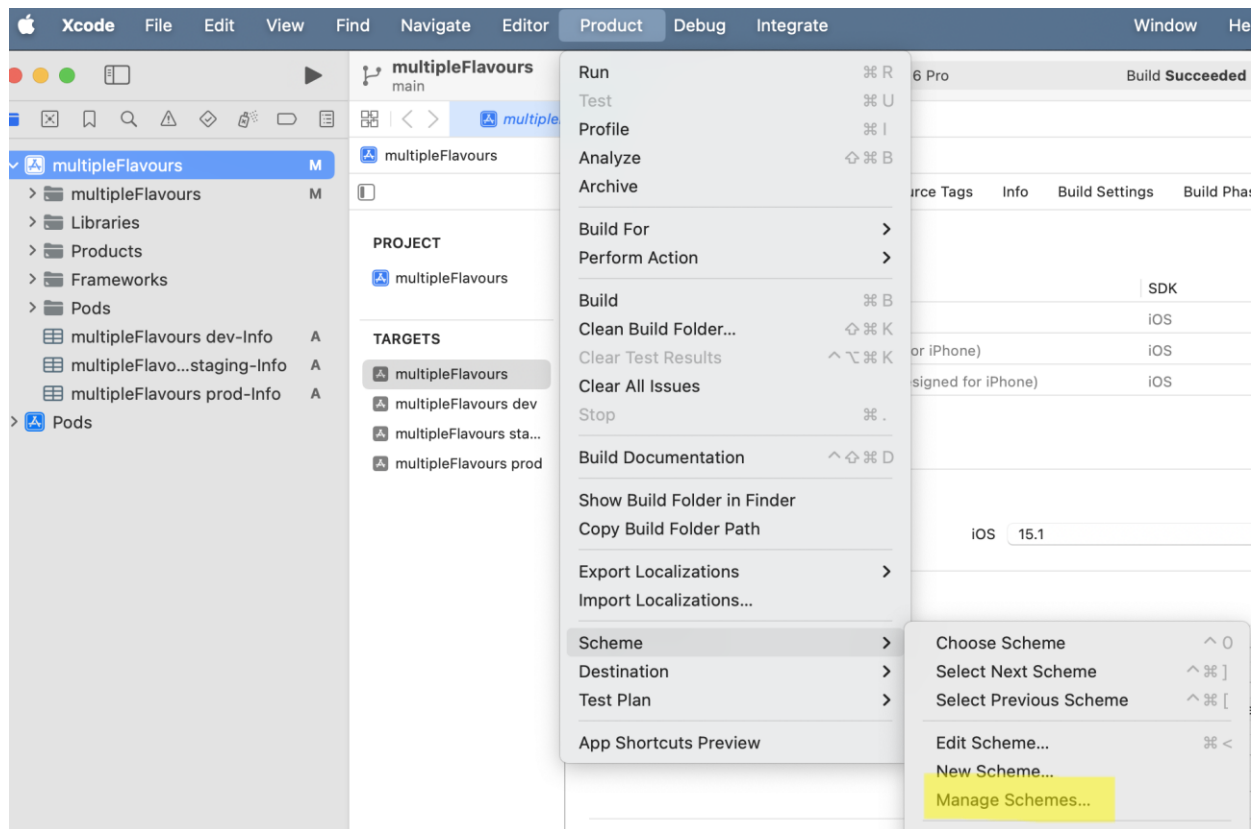 Xcode File Edit View Find Navigate Editor Product Debug Integrate Window He
multipleFlavours
main
6 Pro
Build Succeeded
multiple
multipleFlavours M
multipleFlavours M
Libraries
Products
Frameworks
Pods
multipleFlavours dev-Info A
multipleFlavo...staging-Info A
multipleFlavours prod-Info A
Pods
multipleFlavours
PROJECT
multipleFlavours
TARGETS
multipleFlavours
multipleFlavours dev
multipleFlavours sta...
multipleFlavours prod
Run ⌘ R
Test ⌘ U
Profile ⌘ I
Analyze ⇧ ⌘ B
Archive
Build For
Perform Action
Build ⌘ B
Clean Build Folder... ⇧ ⌘ K
Clear Test Results ^ ⌥ ⌘ K
Clear All Issues
Stop ⌘ .
Build Documentation ^ ⇧ ⌘ D
Show Build Folder in Finder
Copy Build Folder Path
Export Localizations
Import Localizations...
Scheme
Destination
Test Plan
App Shortcuts Preview
Choose Scheme ^ 0
Select Next Scheme ^ ⌘ ]
Select Previous Scheme ^ ⌘ [
Edit Scheme... ⌘ <
New Scheme...
Manage Schemes...
urce Tags Info Build Settings Build Phas
SDK
iOS
or iPhone) iOS
signed for iPhone) iOS
iOS 15.1